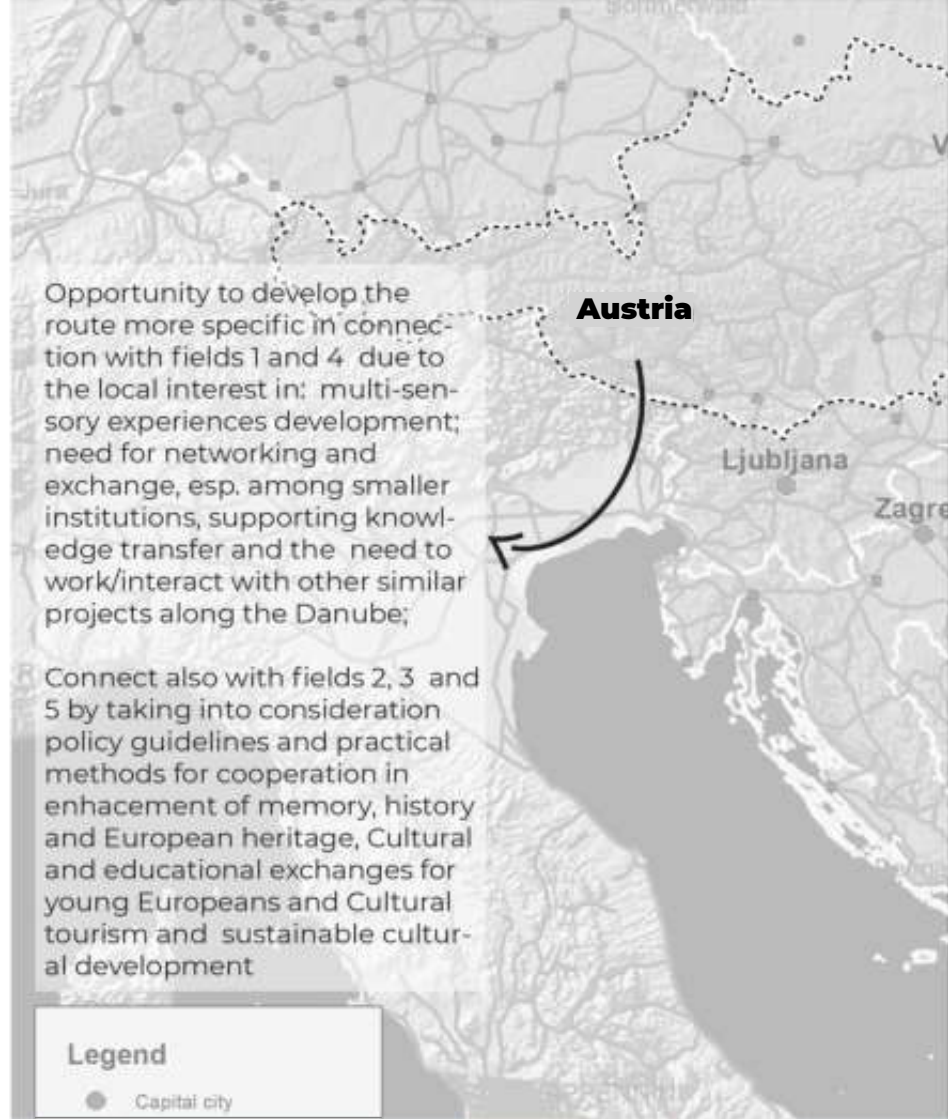 Austria
Opportunity to develop the
route more specific in connec-
tion with fields 1 and 4 due to
the local interest in: multi-sen-
sory experiences development;
need for networking and
exchange, esp. among smaller
institutions, supporting knowl-
edge transfer and the need to
work/interact with other similar
projects along the Danube;
Connect also with fields 2, 3 and
5 by taking into consideration
policy guidelines and practical
methods for cooperation in
enhacement of memory, history
and European heritage, Cultural
and educational exchanges for
young Europeans and Cultural
tourism and sustainable cultur-
al development
Jura
Ljubljana
Zagre
V
Legend
Capital city